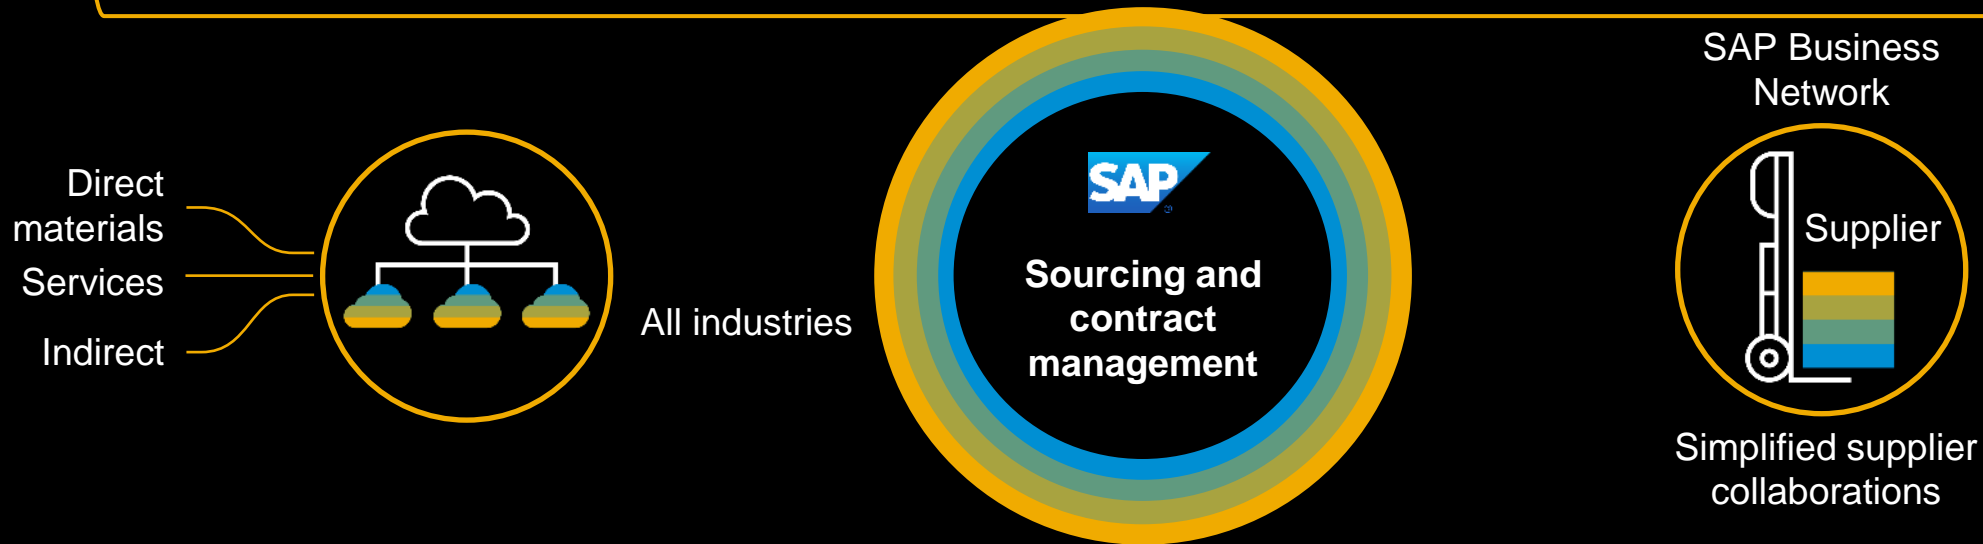 Direct
materials
Services
Indirect
All industries
SAP
®
Sourcing and
contract
management
SAP Business
Network
Supplier
Simplified supplier
collaborations